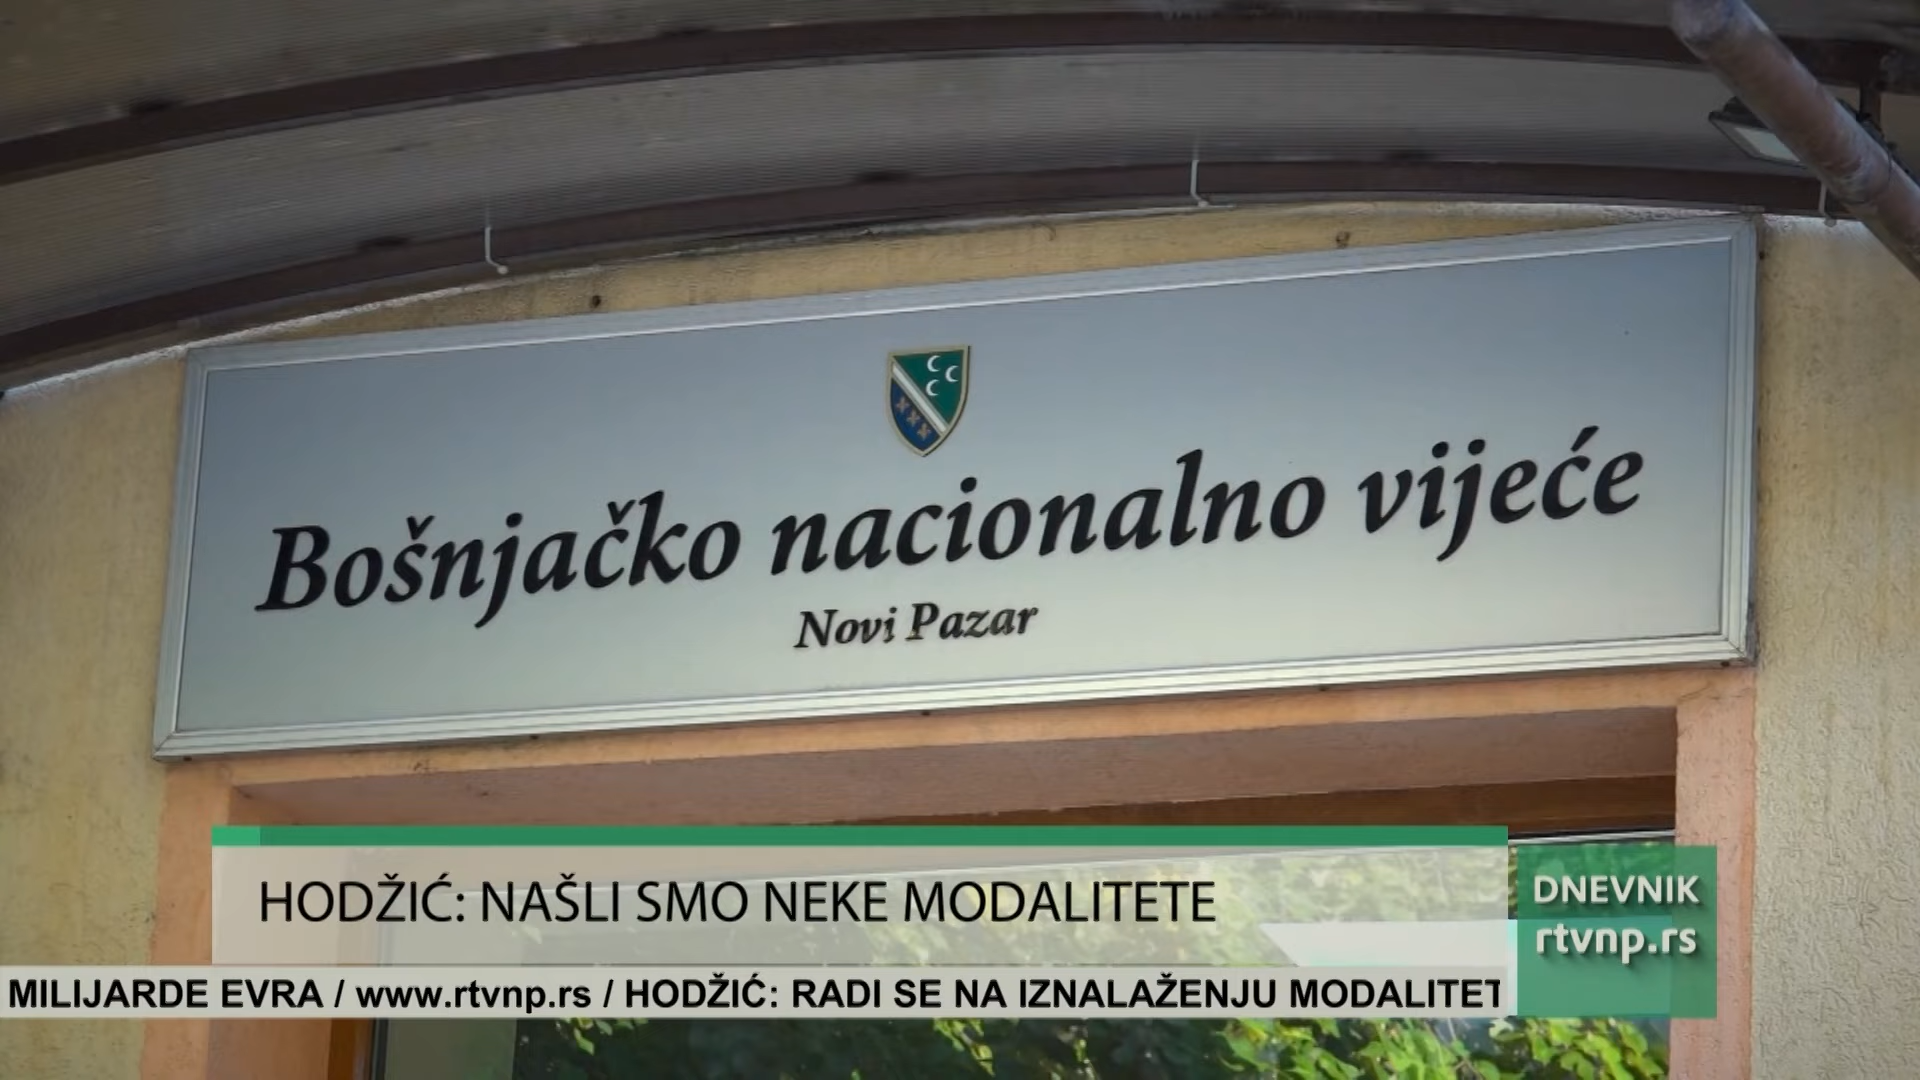 Bošnjačko nacionalno vijeće
Novi Pazar
HODŽIĆ: NAŠLI SMO NEKE MODALITETE
DNEVNIK
rtvnp.rs
MILIJARDE EVRA / www.rtvnp.rs / HODŽIĆ: RADI SE NA IZNALAŽENJU MODALITET